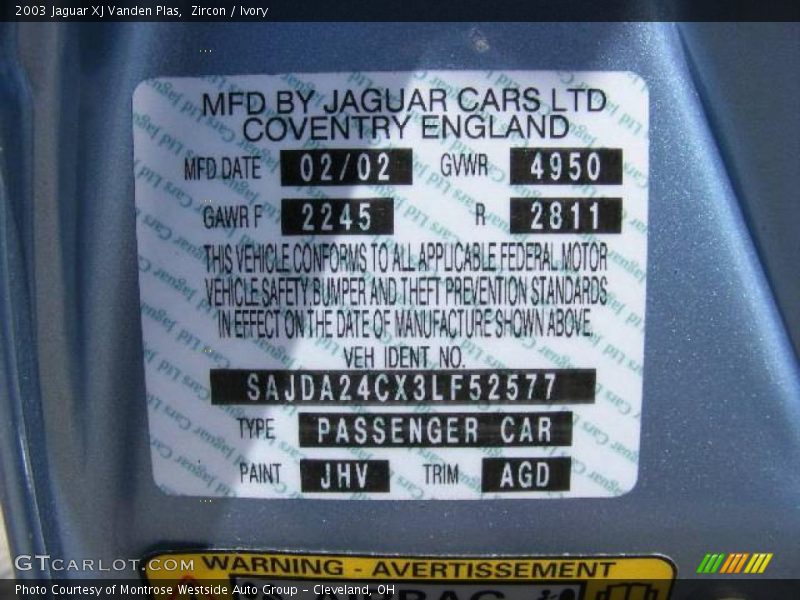 2003 Jaguar XJ Vanden Plas, Zircon / Ivory
MFD BY JAGUAR CARS LTD
COVENTRY ENGLAND
MFD DATE 02/02 GVWR 4950
GAWR F 2245 R 2811
THIS VEHICLE CONFORMS TO ALL APPLICABLE FEDERAL MOTOR
VEHICLE SAFETY, BUMPER AND THEFT PREVENTION STANDARDS
IN EFFECT ON THE DATE OF MANUFACTURE SHOWN ABOVE.
VEH IDENT NO.
SAJDA24CX3LF52577
TYPE PASSENGER CAR
PAINT JHV TRIM AGD
WARNING - AVERTISSEMENT
GTCARLOT.COM
Photo Courtesy of Montrose Westside Auto Group - Cleveland, OH